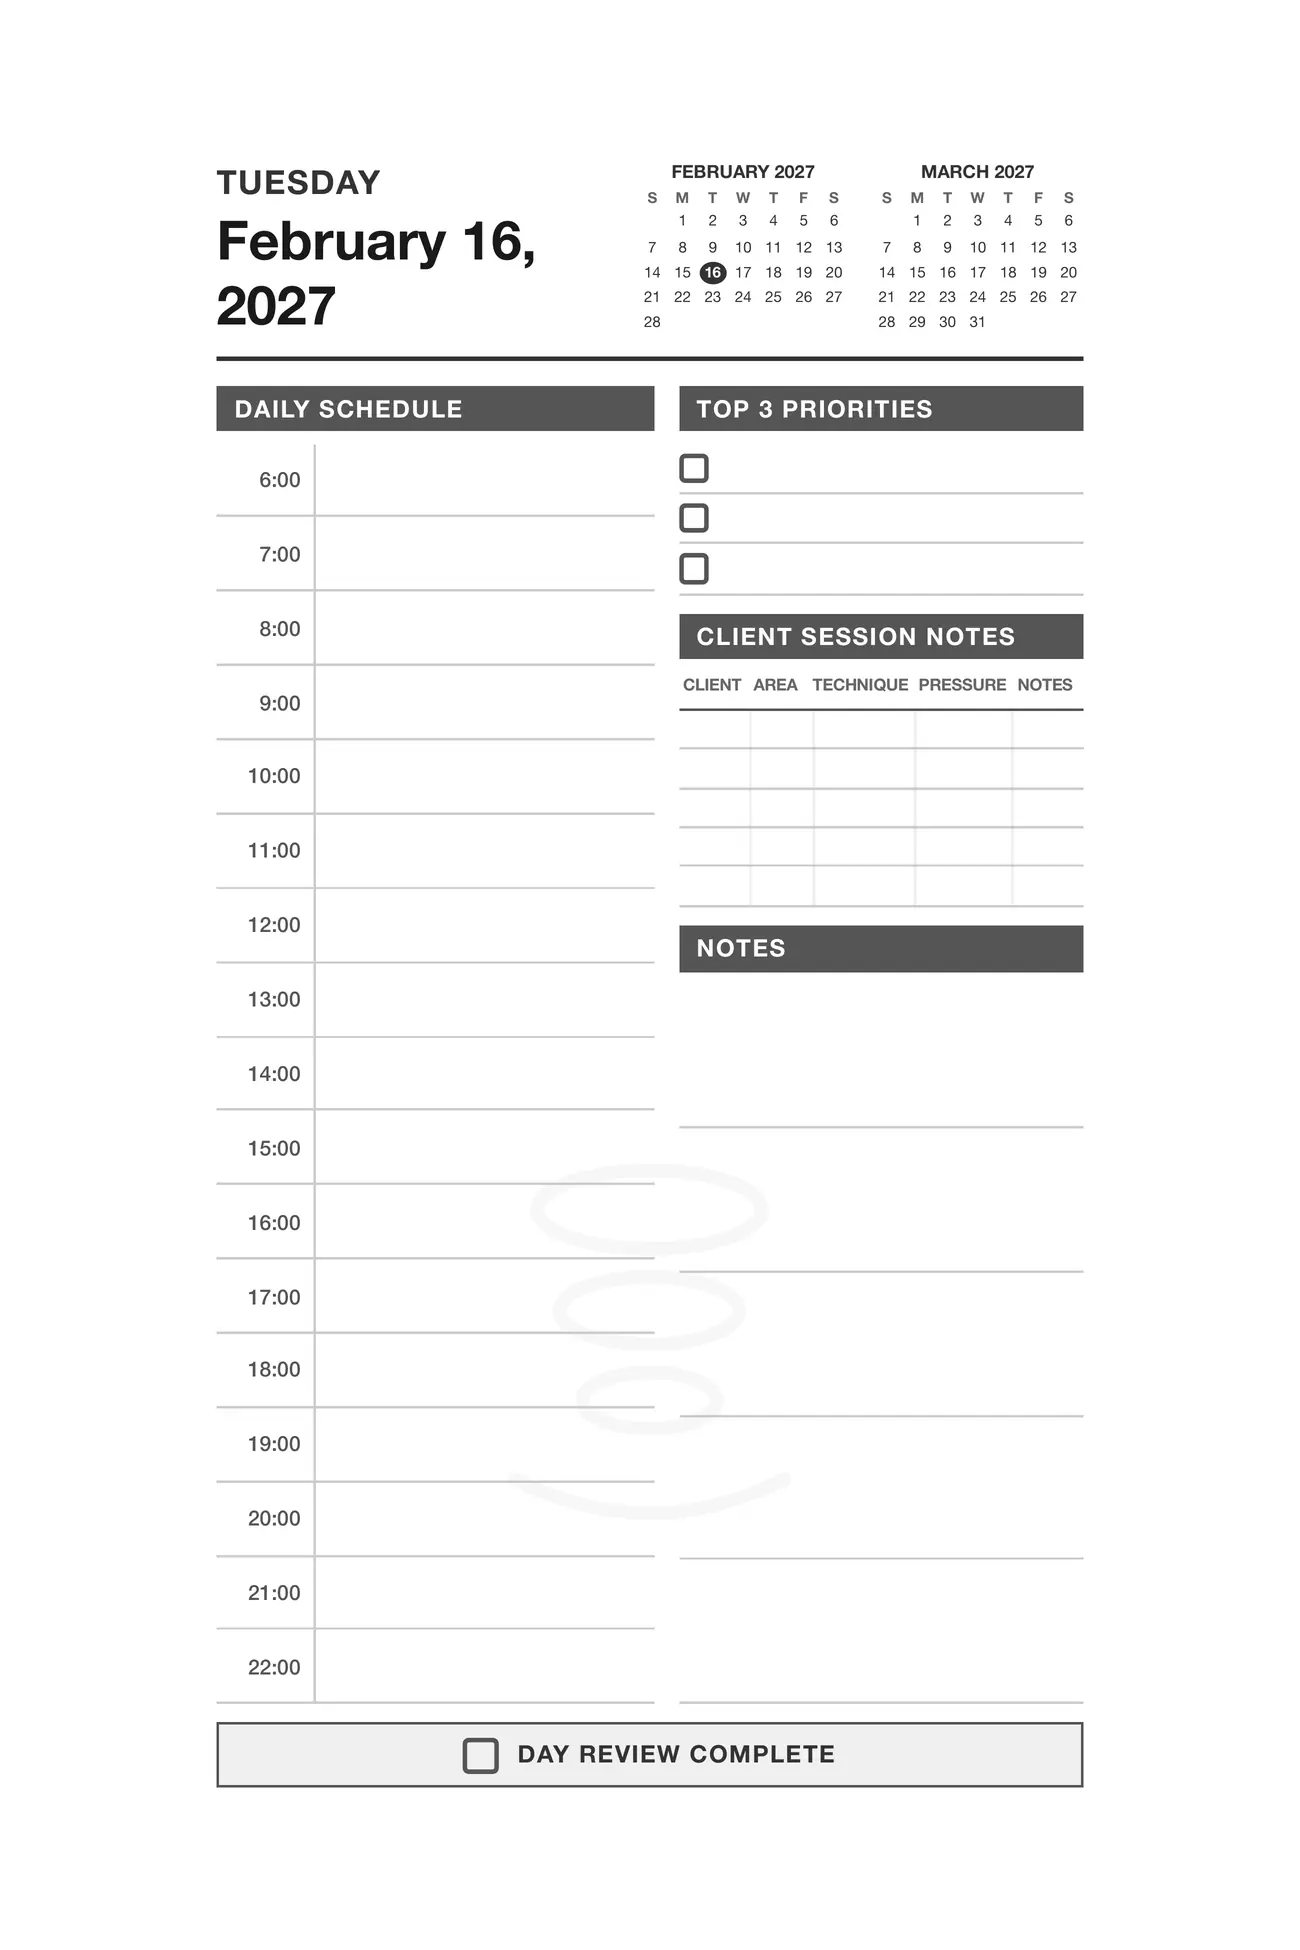 TUESDAY
February 16,
2027
FEBRUARY 2027
S M T W T F S
1 2 3 4 5 6
7 8 9 10 11 12 13
14 15 16 17 18 19 20
21 22 23 24 25 26 27
28
MARCH 2027
S M T W T F S
1 2 3 4 5 6
7 8 9 10 11 12 13
14 15 16 17 18 19 20
21 22 23 24 25 26 27
28 29 30 31
DAILY SCHEDULE
6:00
7:00
8:00
9:00
10:00
11:00
12:00
13:00
14:00
15:00
16:00
17:00
18:00
19:00
20:00
21:00
22:00
TOP 3 PRIORITIES
CLIENT SESSION NOTES
CLIENT AREA TECHNIQUE PRESSURE NOTES
NOTES
DAY REVIEW COMPLETE